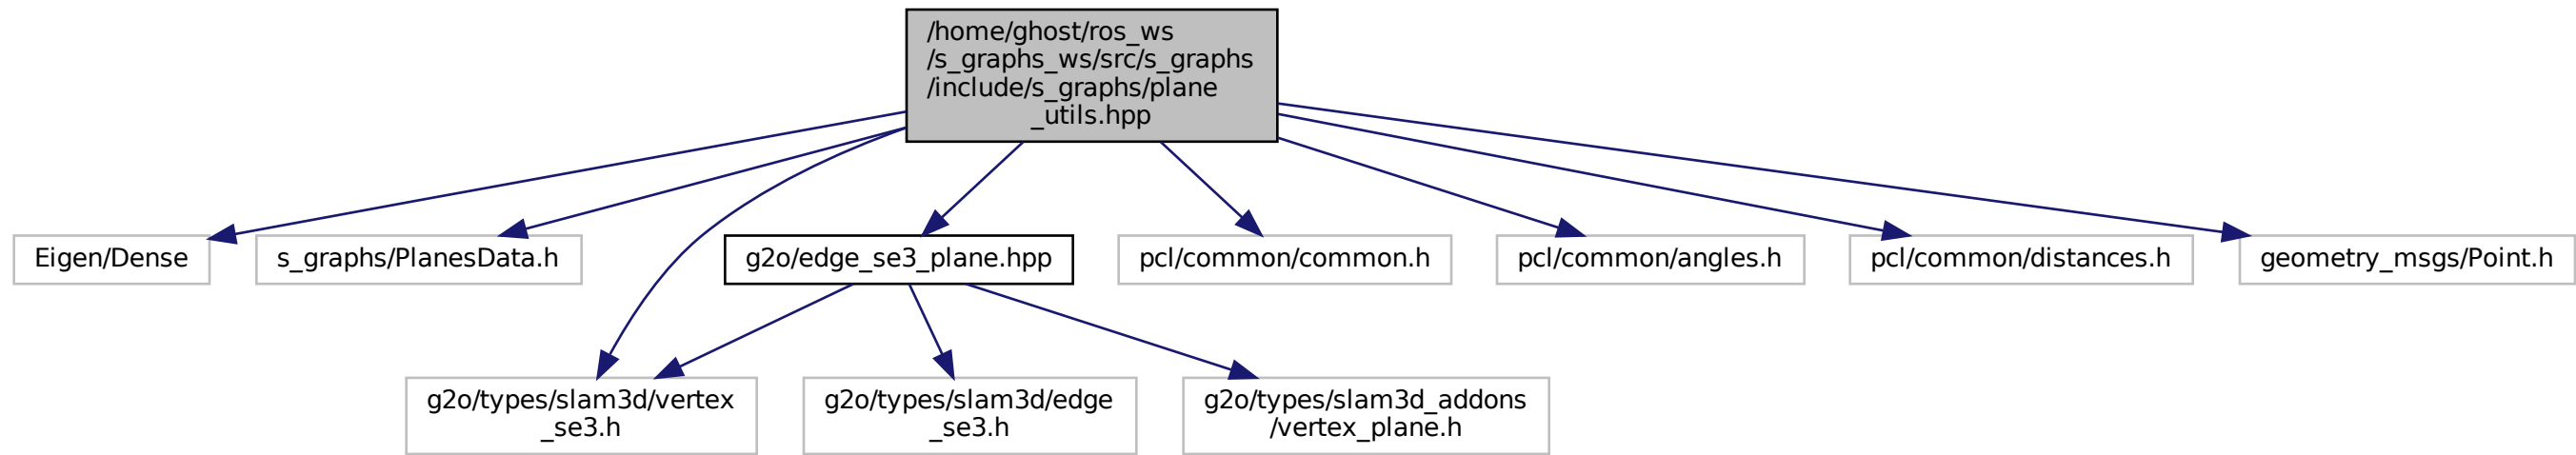 /home/ghost/ros_ws
/s_graphs_ws/src/s_graphs
/include/s_graphs/plane
_utils.hpp
Eigen/Dense
s_graphs/PlanesData.h
g2o/edge_se3_plane.hpp
pcl/common/common.h
pcl/common/angles.h
pcl/common/distances.h
geometry_msgs/Point.h
g2o/types/slam3d/vertex
_se3.h
g2o/types/slam3d/edge
_se3.h
g2o/types/slam3d_addons
/vertex_plane.h